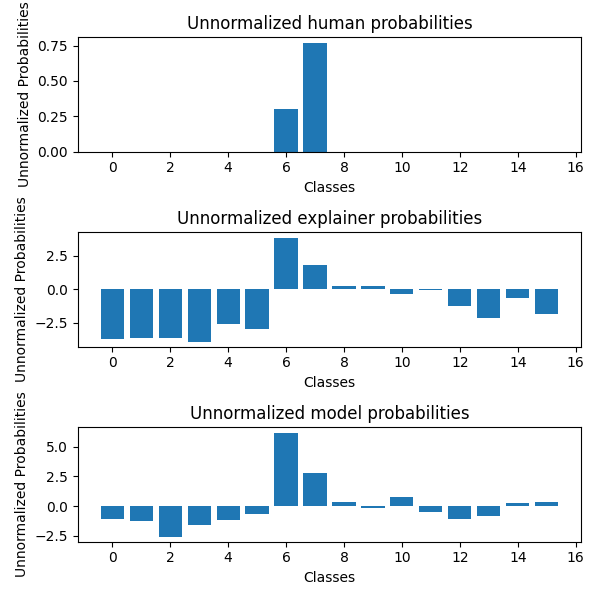 Unnormalized human probabilities
Unnormalized Probabilities
0.75
0.50
0.25
0.00
0 2 4 6 8 10 12 14 16
Classes
Unnormalized explainer probabilities
Unnormalized Probabilities
2.5
0.0
−2.5
0 2 4 6 8 10 12 14 16
Classes
Unnormalized model probabilities
Unnormalized Probabilities
5.0
2.5
0.0
−2.5
0 2 4 6 8 10 12 14 16
Classes